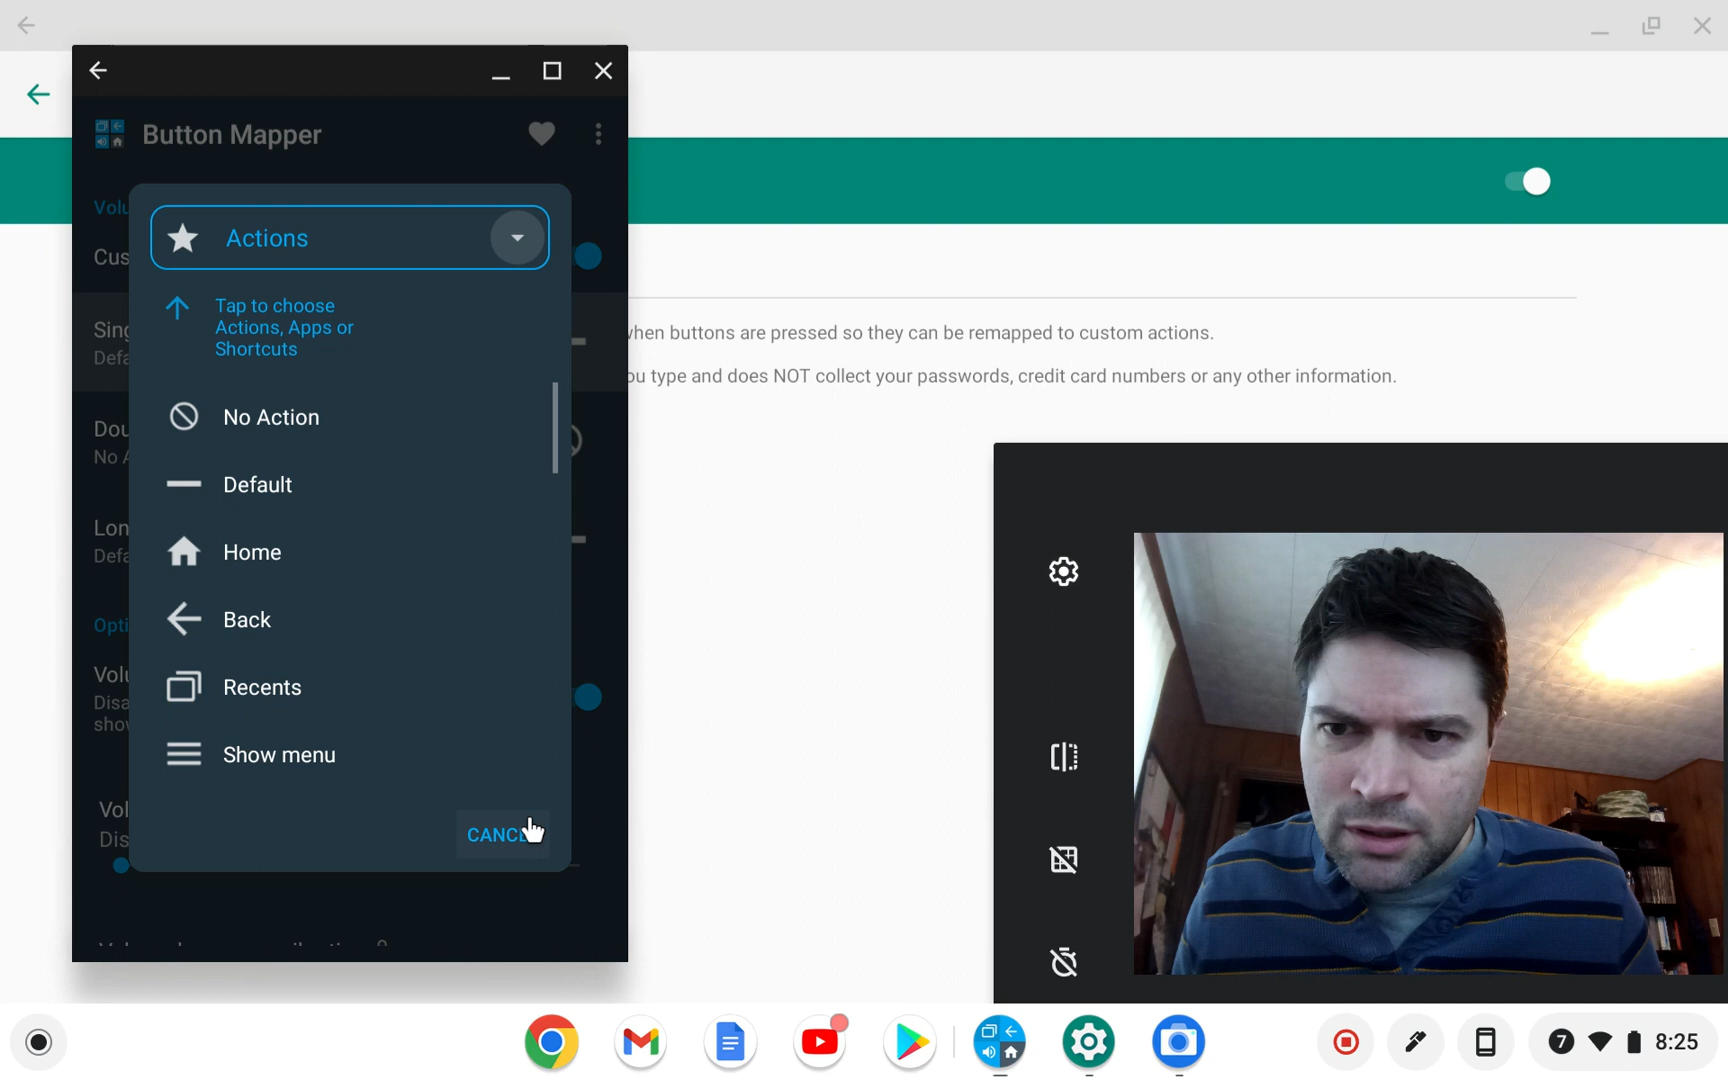 Button Mapper
Actions
Tap to choose
Actions, Apps or
Shortcuts
No Action
Default
Home
Back
Recents
Show menu
when buttons are pressed so they can be remapped to custom actions.
type and does NOT collect your passwords, credit card numbers or any other information.
7
8:25